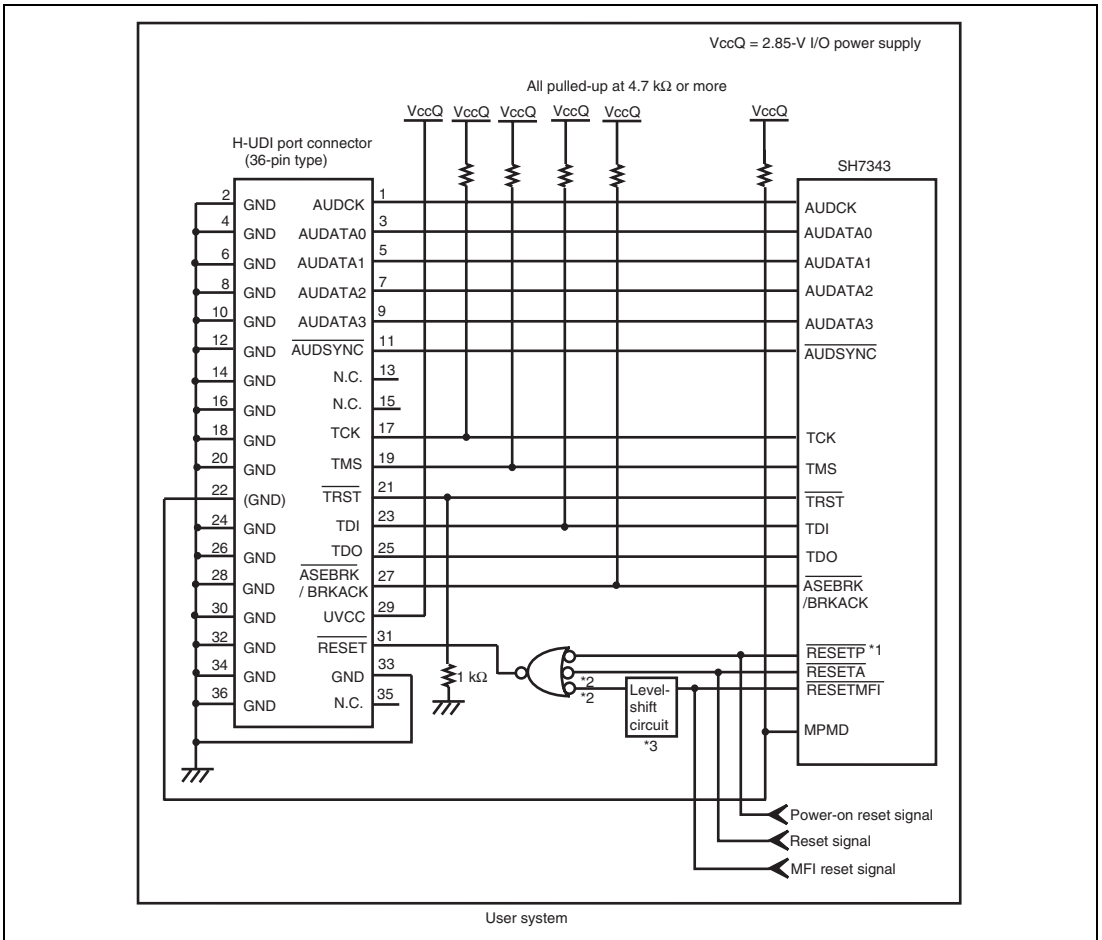 VccQ = 2.85-V I/O power supply
All pulled-up at 4.7 kΩ or more
VccQ VccQ VccQ VccQ VccQ VccQ
H-UDI port connector
(36-pin type)
SH7343
2 GND AUDCK 1 AUDCK
4 GND AUDATA0 3 AUDATA0
6 GND AUDATA1 5 AUDATA1
8 GND AUDATA2 7 AUDATA2
10 GND AUDATA3 9 AUDATA3
12 GND AUDSYNC 11 AUDSYNC
14 GND N.C. 13
16 GND N.C. 15
18 GND TCK 17 TCK
20 GND TMS 19 TMS
22 (GND) TRST 21 TRST
24 GND TDI 23 TDI
26 GND TDO 25 TDO
28 GND ASEBRK / BRKACK 27 ASEBRK /BRKACK
30 GND UVCC 29
32 GND RESET 31 RESETP *1
34 GND GND 33 1 kΩ *2 RESETA
36 GND N.C. 35 *2 Level-shift circuit RESETMFI
*3
MPMD
Power-on reset signal
Reset signal
MFI reset signal
User system